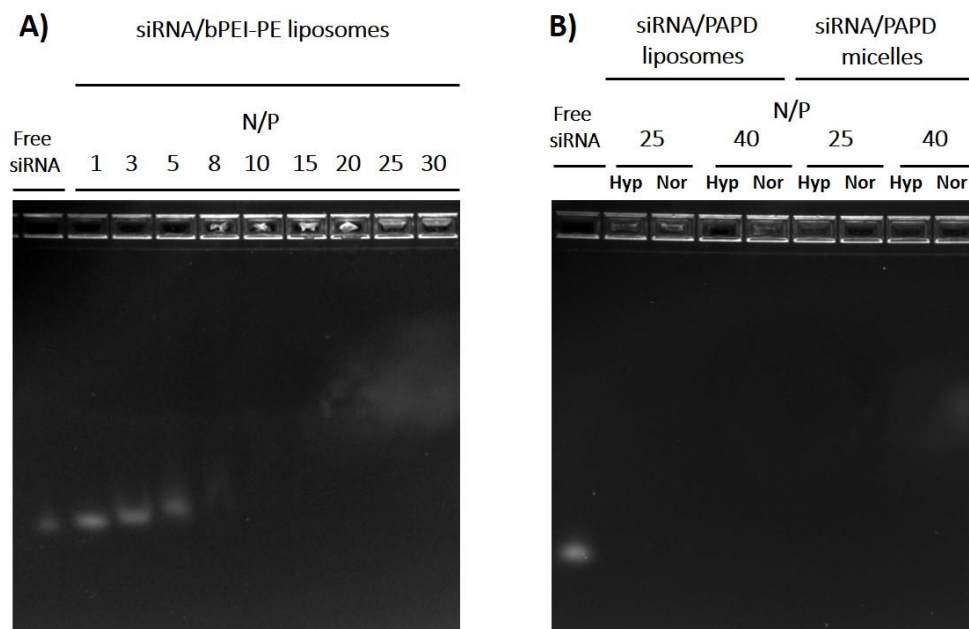 A)
siRNA/bPEI-PE liposomes
N/P
Free
siRNA
1 3 5 8 10 15 20 25 30
B)
siRNA/PAPD
liposomes
siRNA/PAPD
micelles
N/P
Free
siRNA
25 40 25 40
Hyp Nor Hyp Nor Hyp Nor Hyp Nor